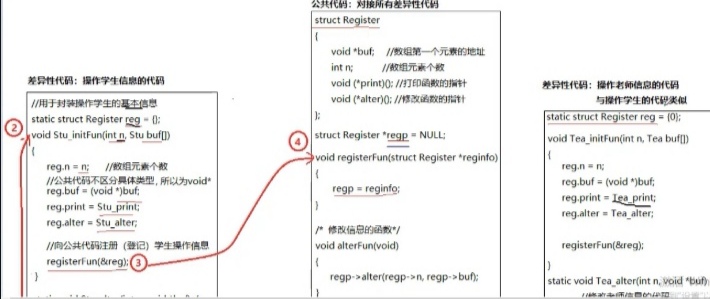 公共代码：对接所有差异性代码
struct Register
{
void *buf; //数组第一个元素的地址
int n; //数组元素个数
void (*print)(); //打印函数的指针
void (*alter)(); //修改函数的指针
};
struct Register *regp = NULL;
④
void registerFun(struct Register *reginfo)
{
regp = reginfo;
}
/* 修改信息的函数*/
void alterFun(void)
{
regp->alter(regp->n, regp->buf);
}
差异性代码：操作学生信息的代码
//用于封装操作学生的基本信息
static struct Register reg = {};
②
void Stu_initFun(int n, Stu buf[])
{
reg.n = n; //数组元素个数
//公共代码不区分具体类型，所以为void*
reg.buf = (void *)buf;
reg.print = Stu_print;
reg.alter = Stu_alter;
//向公共代码注册（登记）学生操作信息
registerFun(&reg); ③
}
差异性代码：操作老师信息的代码
与操作学生的代码类似
static struct Register reg = {0};
void Tea_initFun(int n, Tea buf[])
{
reg.n = n;
reg.buf = (void *)buf;
reg.print = Tea_print;
reg.alter = Tea_alter;
registerFun(&reg);
}
static void Tea_alter(int n, void *buf)